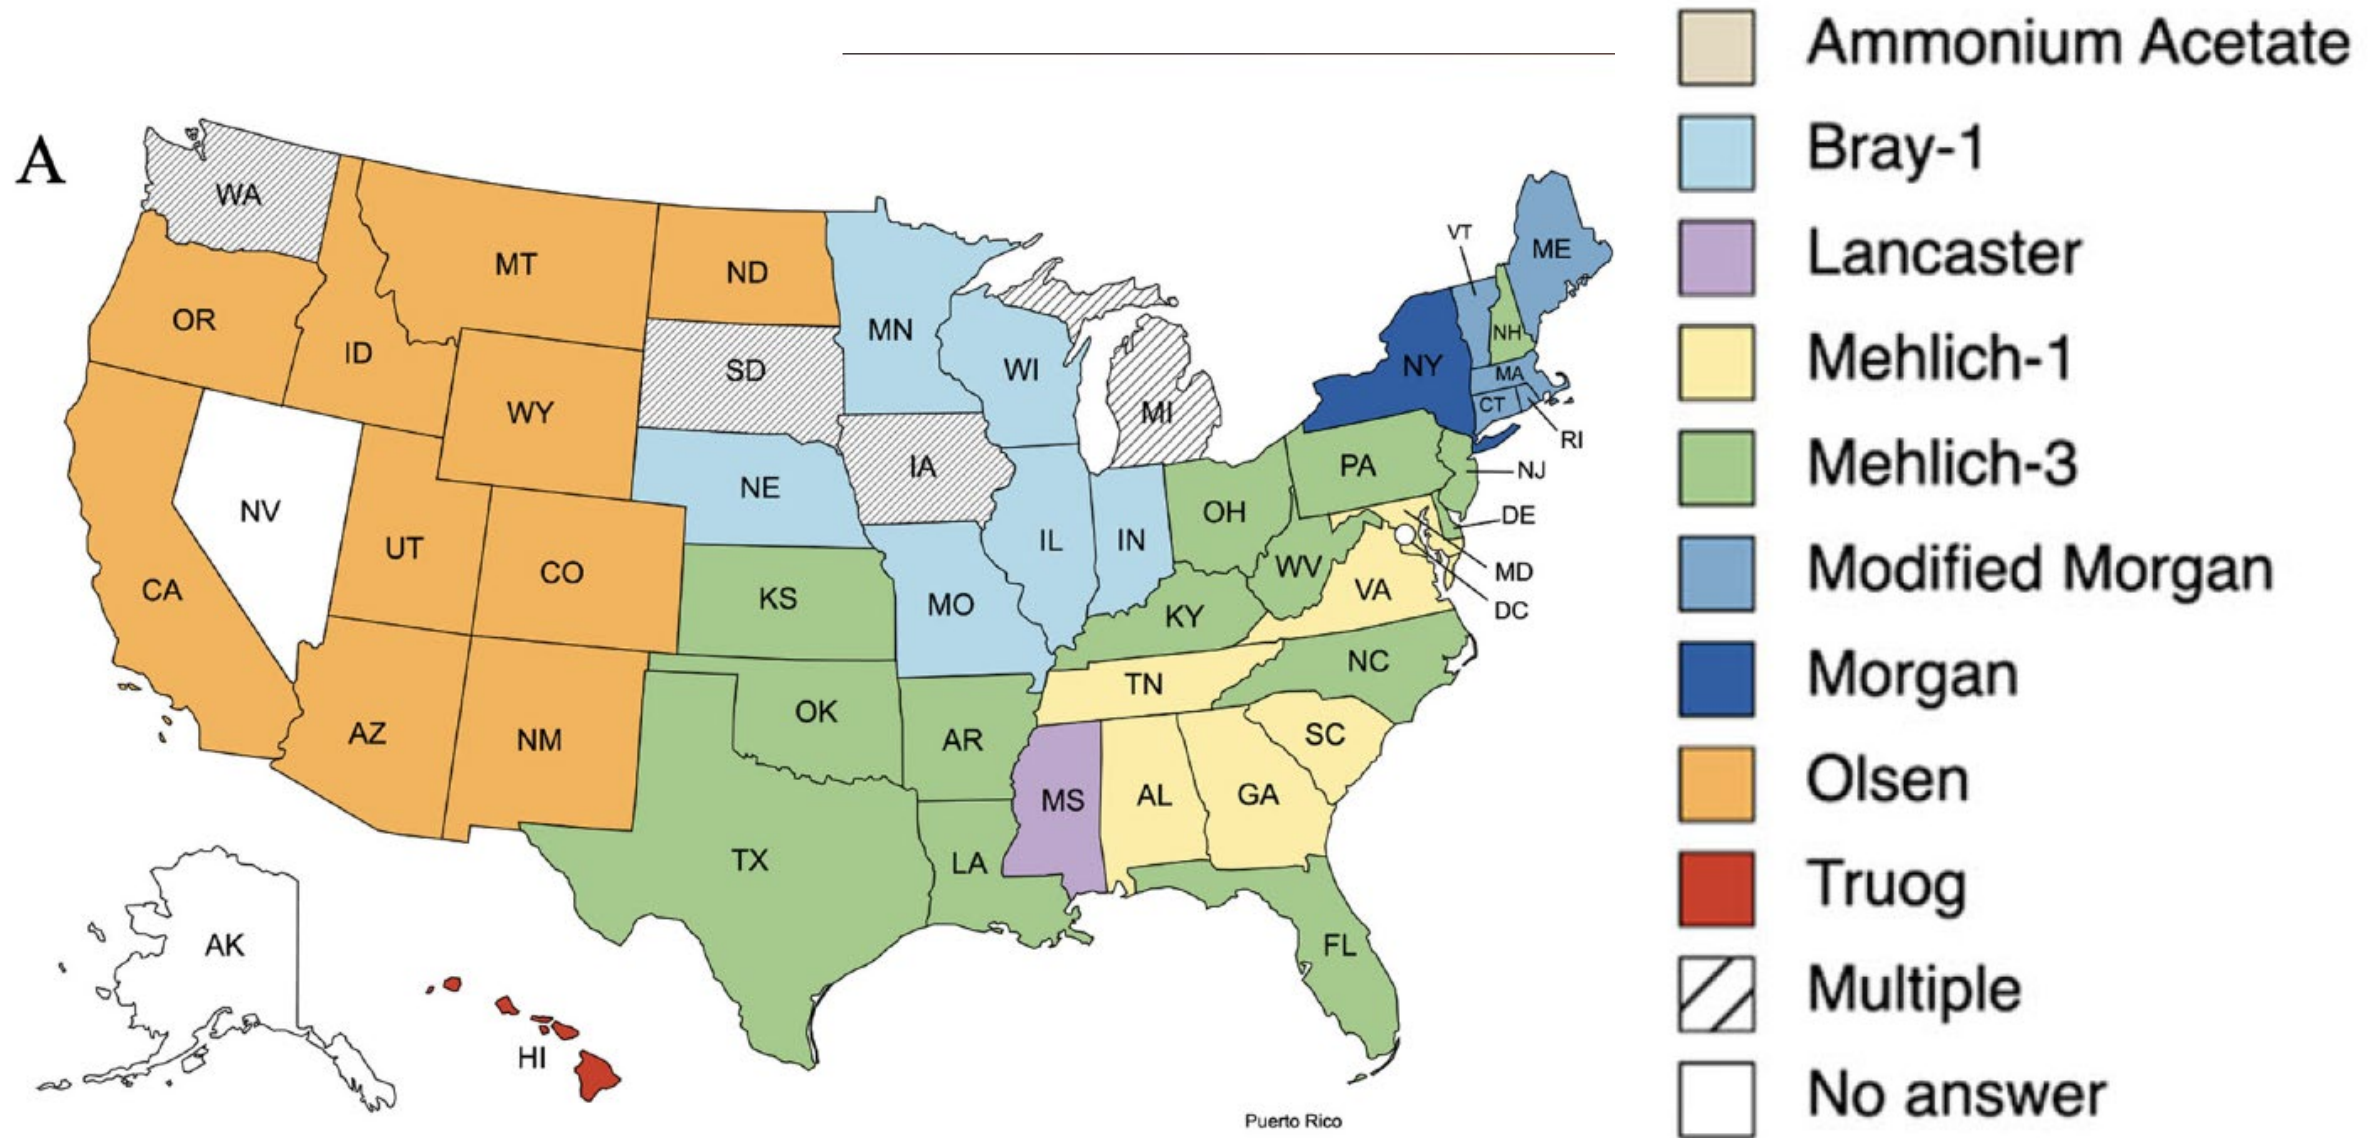 A
WA
MT
ND
MN
OR
ID
SD
WI
MI
WY
IA
NE
NV
UT
CO
CA
KS
MO
IL
IN
OH
PA
NY
VT
NH
ME
MA
CT
RI
NJ
DE
MD
DC
WV
VA
KY
NC
TN
SC
AZ
NM
OK
AR
MS
AL
GA
TX
LA
FL
AK
HI
Puerto Rico
Ammonium Acetate
Bray-1
Lancaster
Mehlich-1
Mehlich-3
Modified Morgan
Morgan
Olsen
Truog
Multiple
No answer